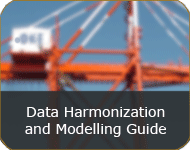 Data Harmonization
and Modelling Guide